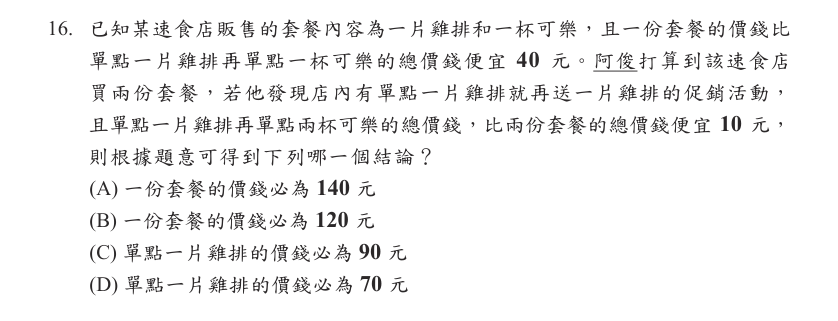 16. 已知某速食店販售的套餐內容為一片雞排和一杯可樂，且一份套餐的價錢比
單點一片雞排再單點一杯可樂的總價錢便宜 40 元。阿俊打算到該速食店
買兩份套餐，若他發現店內有單點一片雞排就再送一片雞排的促銷活動，
且單點一片雞排再單點兩杯可樂的總價錢，比兩份套餐的總價錢便宜 10 元，
則根據題意可得到下列哪一個結論？
(A) 一份套餐的價錢必為 140 元
(B) 一份套餐的價錢必為 120 元
(C) 單點一片雞排的價錢必為 90 元
(D) 單點一片雞排的價錢必為 70 元